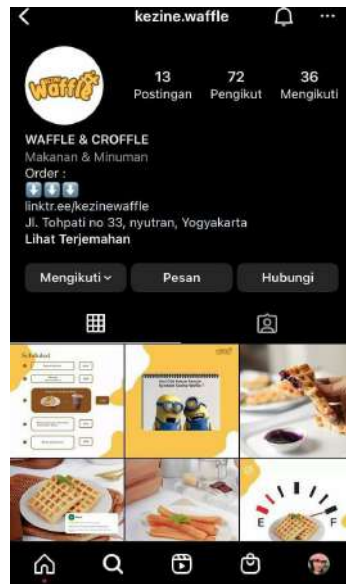 kezine.waffle
Waffle
13 72 36
Postingan Pengikut Mengikuti
WAFFLE & CROFFLE
Makanan & Minuman
Order :
linktr.ee/kezinewaffle
Jl. Tohpati no 33, nyutran, Yogyakarta
Lihat Terjemahan
Mengikuti Pesan Hubungi
E F